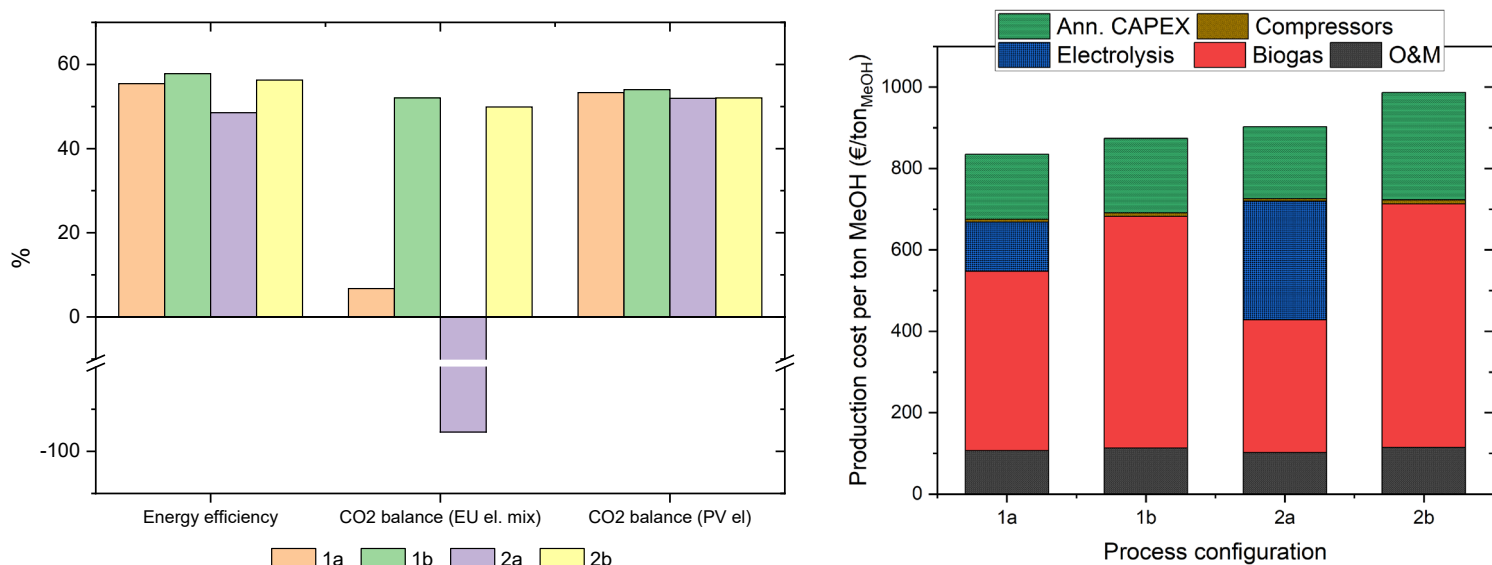 %
60
40
20
0
-100
Energy efficiency
CO2 balance (EU el. mix)
CO2 balance (PV el)
1a 1b 2a 2b
Ann. CAPEX Compressors
Electrolysis Biogas O&M
Production cost per ton MeOH (€/ton_MeOH)
1000
800
600
400
200
0
1a 1b 2a 2b
Process configuration